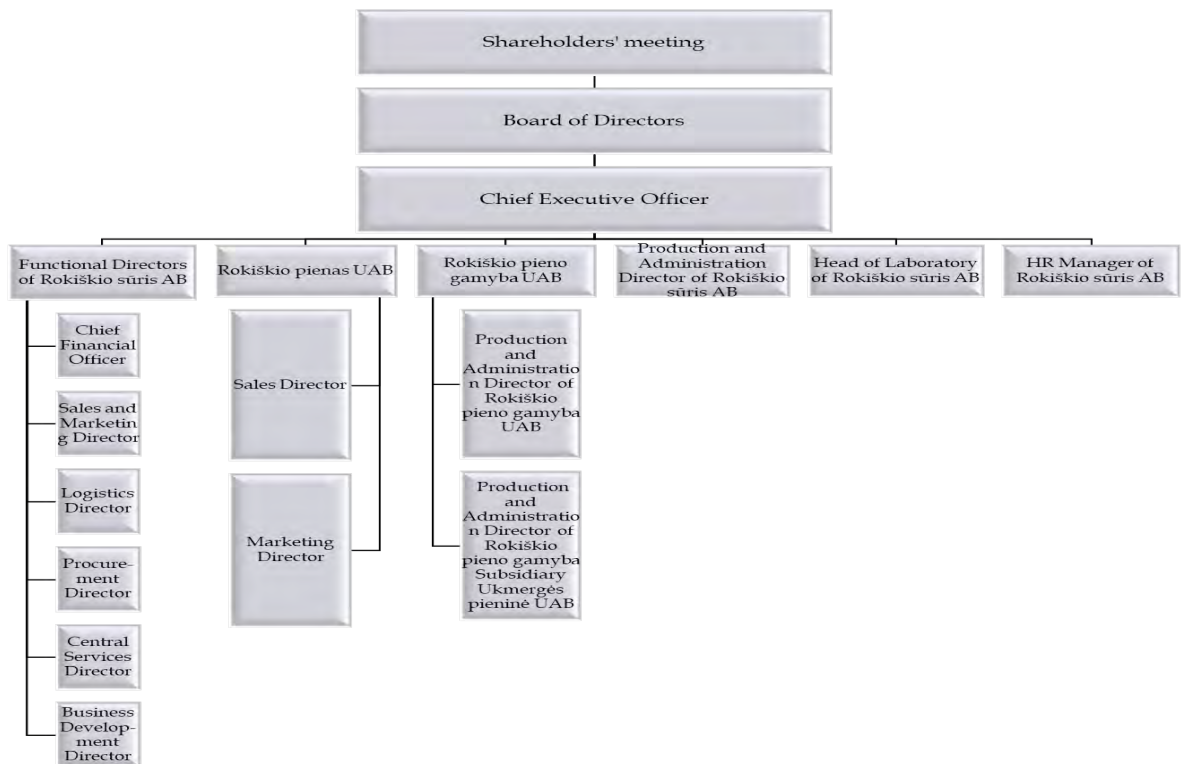 Shareholders' meeting
Board of Directors
Chief Executive Officer
Functional Directors
of Rokiškio sūris AB
Rokiškio pienas UAB
Rokiškio pieno
gamyba UAB
Production and
Administration
Director of Rokiškio
sūris AB
Head of Laboratory
of Rokiškio sūris AB
HR Manager of
Rokiškio sūris AB
Chief
Financial
Officer
Sales and
Marketin
g Director
Logistics
Director
Procure-
ment
Director
Central
Services
Director
Business
Develop-
ment
Director
Sales Director
Marketing
Director
Production
and
Administratio
n Director of
Rokiškio
pieno gamyba
UAB
Production
and
Administratio
n Director of
Rokiškio
pieno gamyba
Subsidiary
Ukmergės
pieninė UAB